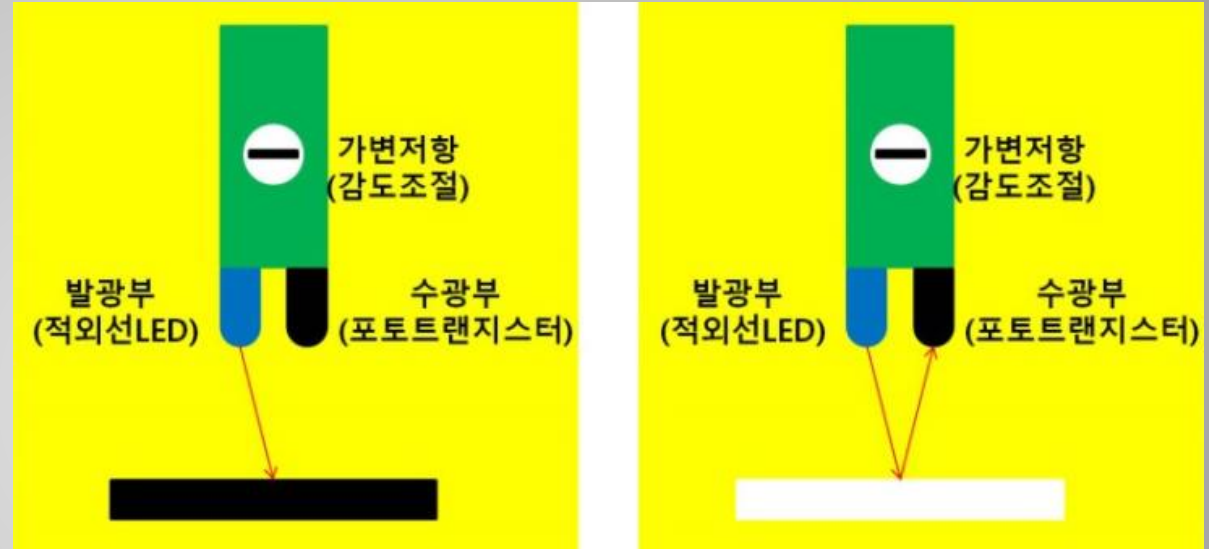 가변저항
(감도조절)
발광부
(적외선LED)
수광부
(포토트랜지스터)
가변저항
(감도조절)
발광부
(적외선LED)
수광부
(포토트랜지스터)